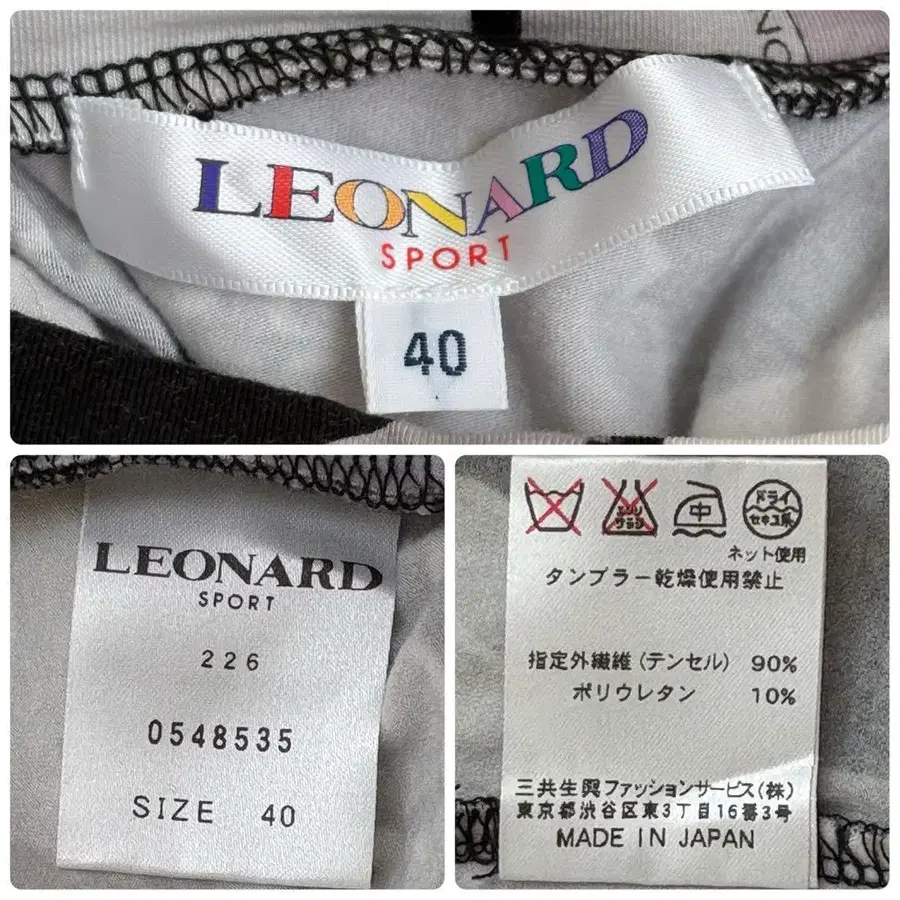 LEONARD
SPORT
40
LEONARD
SPORT
226
0548535
SIZE 40
エンソ
サラシ
中
ドライ
セキユ系
ネット使用
タンブラー乾燥使用禁止
指定外繊維(テンセル) 90%
ポリウレタン 10%
三共生興ファッションサービス(株)
東京都渋谷区東3丁目16番3号
MADE IN JAPAN